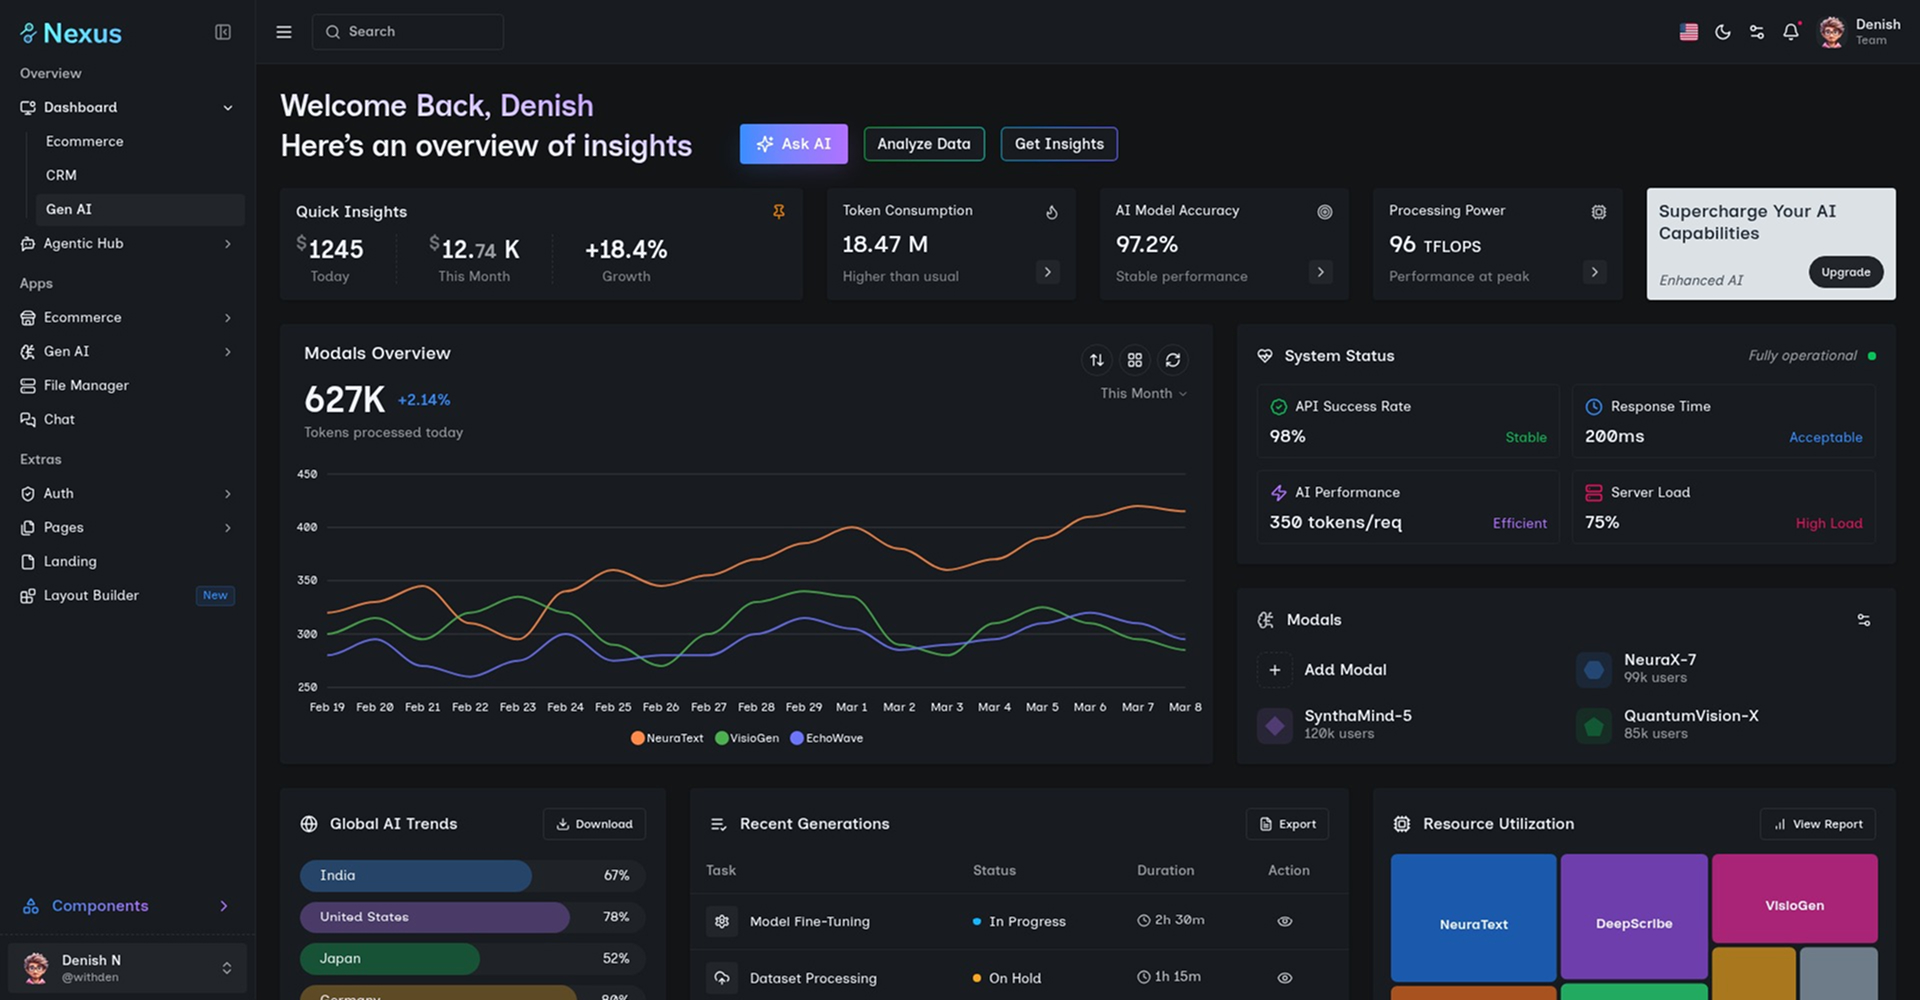 Nexus
Overview
Dashboard
Ecommerce
CRM
Gen AI
Agentic Hub
Apps
Ecommerce
Gen AI
File Manager
Chat
Extras
Auth
Pages
Landing
Layout Builder New
Components
Denish N
@withden
Search
Denish
Team
Welcome Back, Denish
Here's an overview of insights
Ask AI
Analyze Data
Get Insights
Quick Insights
$1245
Today
$12.74 K
This Month
+18.4%
Growth
Token Consumption
18.47 M
Higher than usual
AI Model Accuracy
97.2%
Stable performance
Processing Power
96 TFLOPS
Performance at peak
Supercharge Your AI
Capabilities
Enhanced AI
Upgrade
Modals Overview
627K +2.14%
Tokens processed today
This Month
450
400
350
300
250
Feb 19 Feb 20 Feb 21 Feb 22 Feb 23 Feb 24 Feb 25 Feb 26 Feb 27 Feb 28 Feb 29 Mar 1 Mar 2 Mar 3 Mar 4 Mar 5 Mar 6 Mar 7 Mar 8
NeuraText VisioGen EchoWave
System Status
Fully operational
API Success Rate
98% Stable
Response Time
200ms Acceptable
AI Performance
350 tokens/req Efficient
Server Load
75% High Load
Modals
Add Modal
NeuraX-7
99k users
SynthaMind-5
120k users
QuantumVision-X
85k users
Global AI Trends
Download
India 67%
United States 78%
Japan 52%
Germany 80%
Recent Generations
Export
Task Status Duration Action
Model Fine-Tuning In Progress 2h 30m
Dataset Processing On Hold 1h 15m
Resource Utilization
View Report
NeuraText
DeepScribe
VisioGen